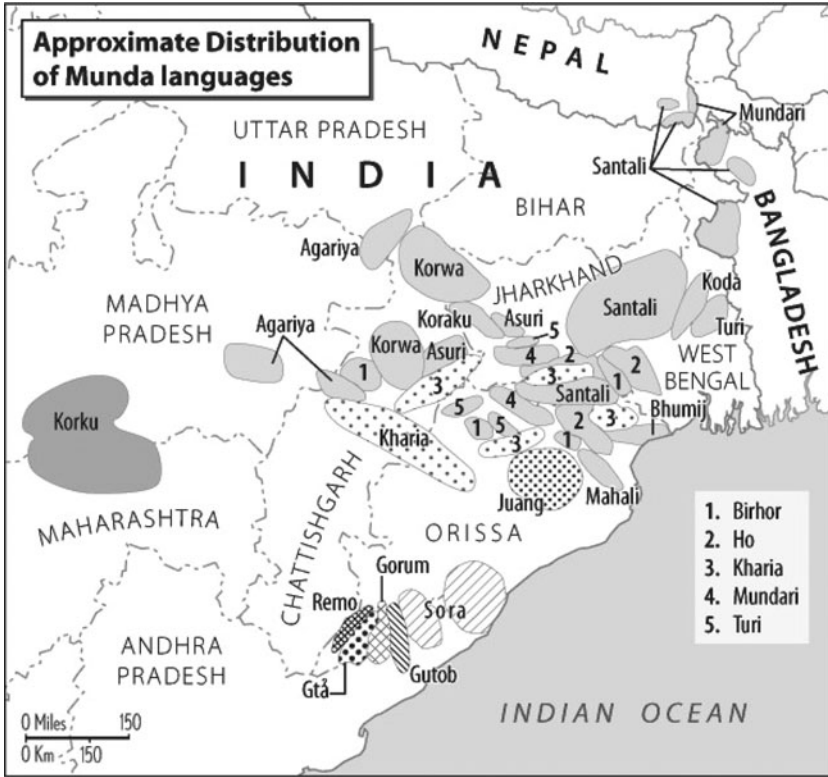 Approximate Distribution
of Munda languages
NEPAL
UTTAR PRADESH
Mundari
Santali
INDIA
BIHAR
BANGLADESH
Agariya
Korwa
JHARKHAND
Santali
Koda
Turi
MADHYA
PRADESH
Agariya
Koraku
Asuri
5
Korwa
Asuri
4
2
1
3
3
Santali
1
2
WEST
BENGAL
Korku
5
4
Bhumij
Kharia
1
5
3
2
3
1
Juang
Mahali
MAHARASHTRA
CHATTISHGARH
ORISSA
1. Birhor
2. Ho
3. Kharia
4. Mundari
5. Turi
Gorum
Remo
Sora
ANDHRA
PRADESH
Gtả
Gutob
0 Miles 150
0 Km 150
INDIAN OCEAN